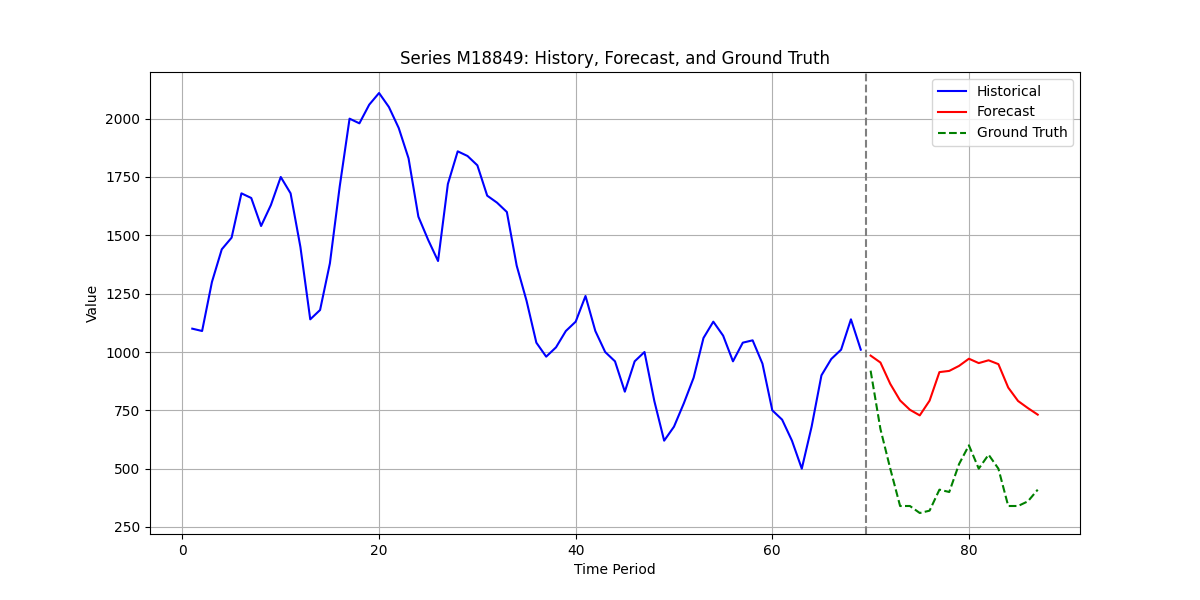 Series M18849: History, Forecast, and Ground Truth
Historical
Forecast
Ground Truth
Value
2000
1750
1500
1250
1000
750
500
250
0 20 40 60 80
Time Period